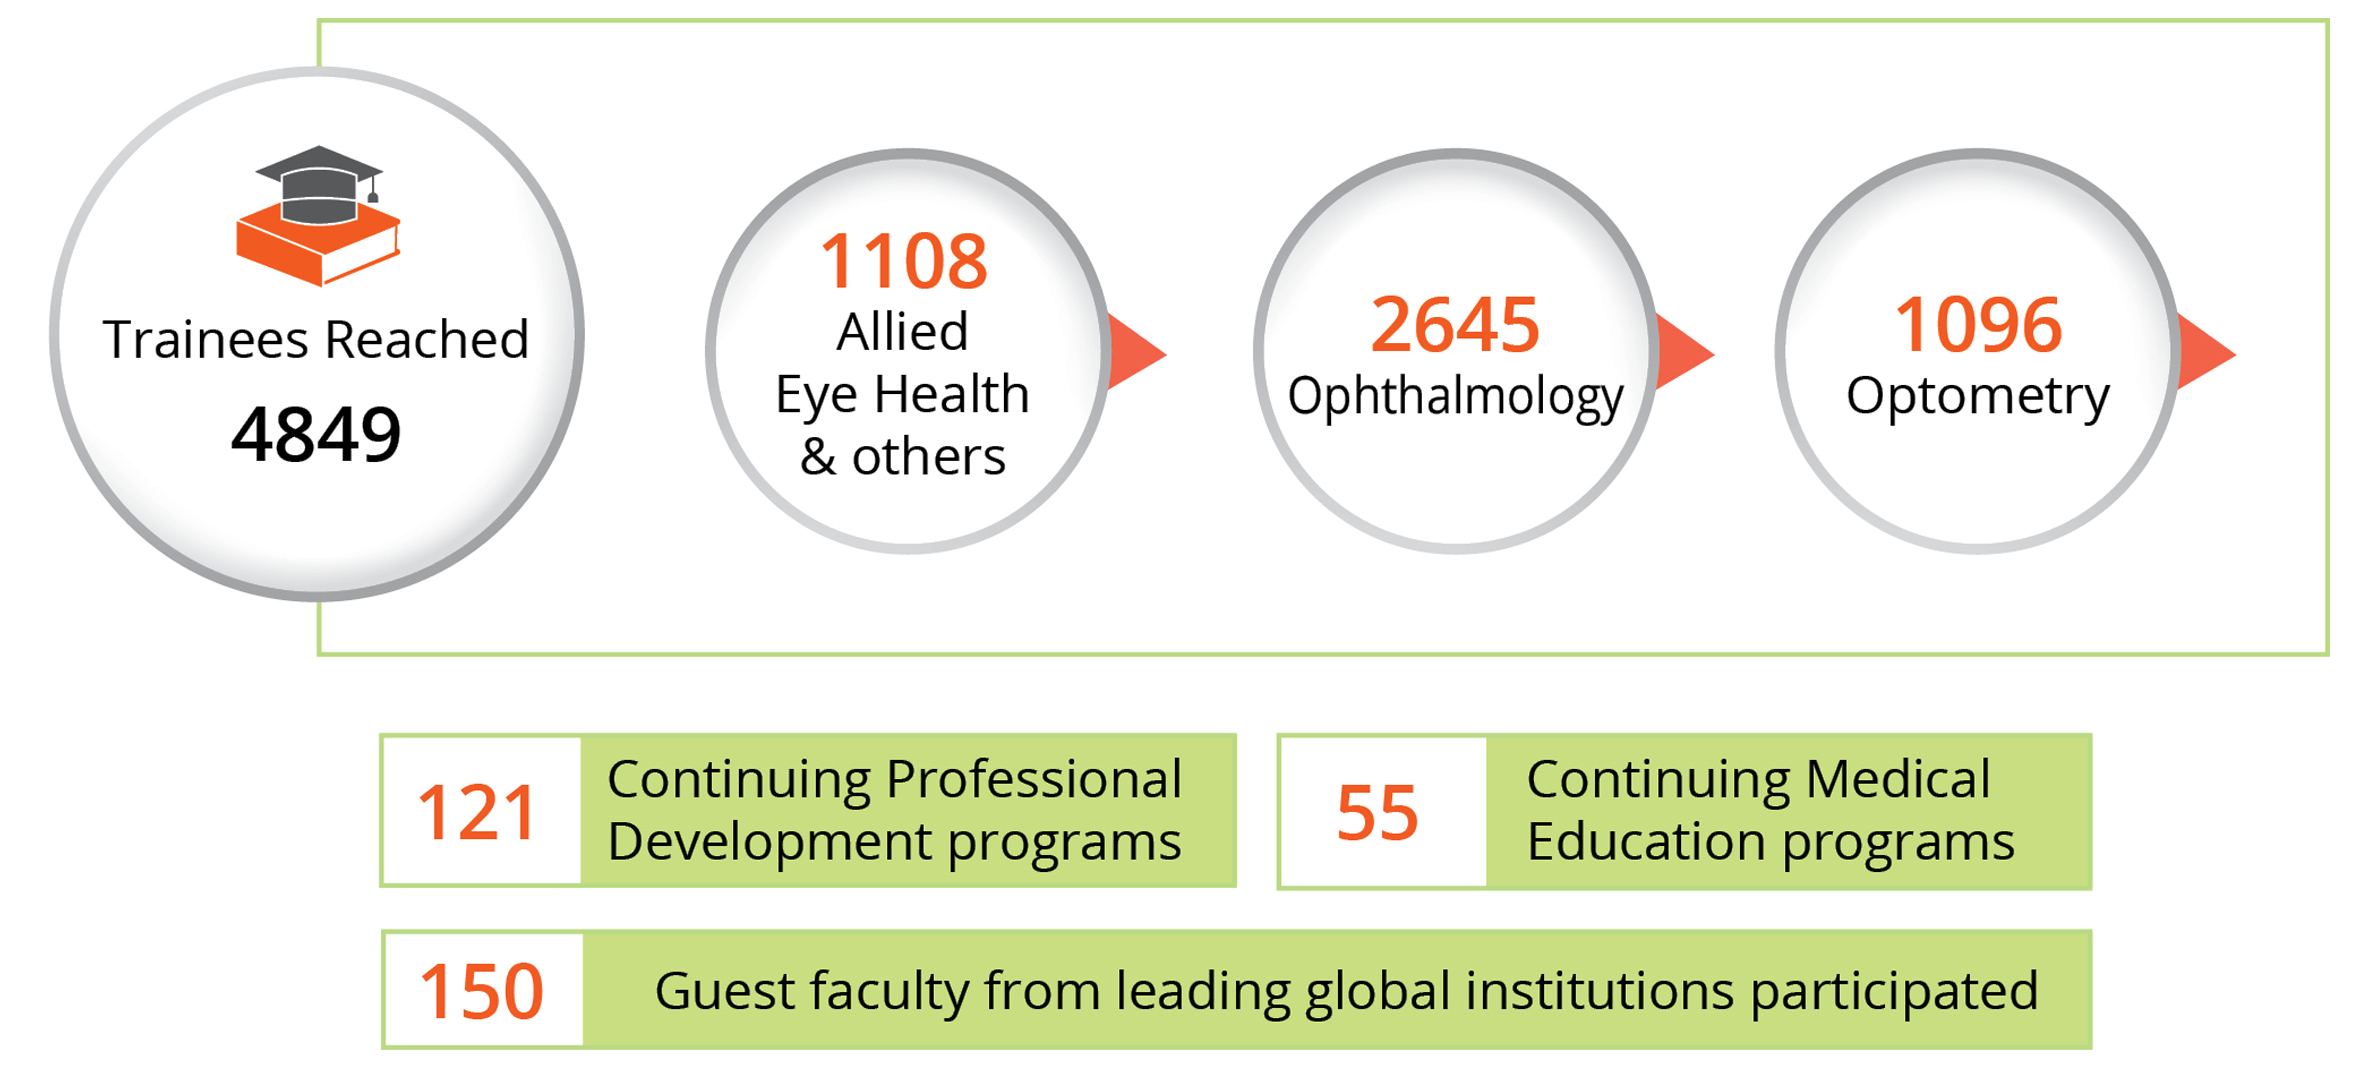 Trainees Reached
4849
1108
Allied
Eye Health
& others
2645
Ophthalmology
1096
Optometry
121
Continuing Professional
Development programs
55
Continuing Medical
Education programs
150
Guest faculty from leading global institutions participated